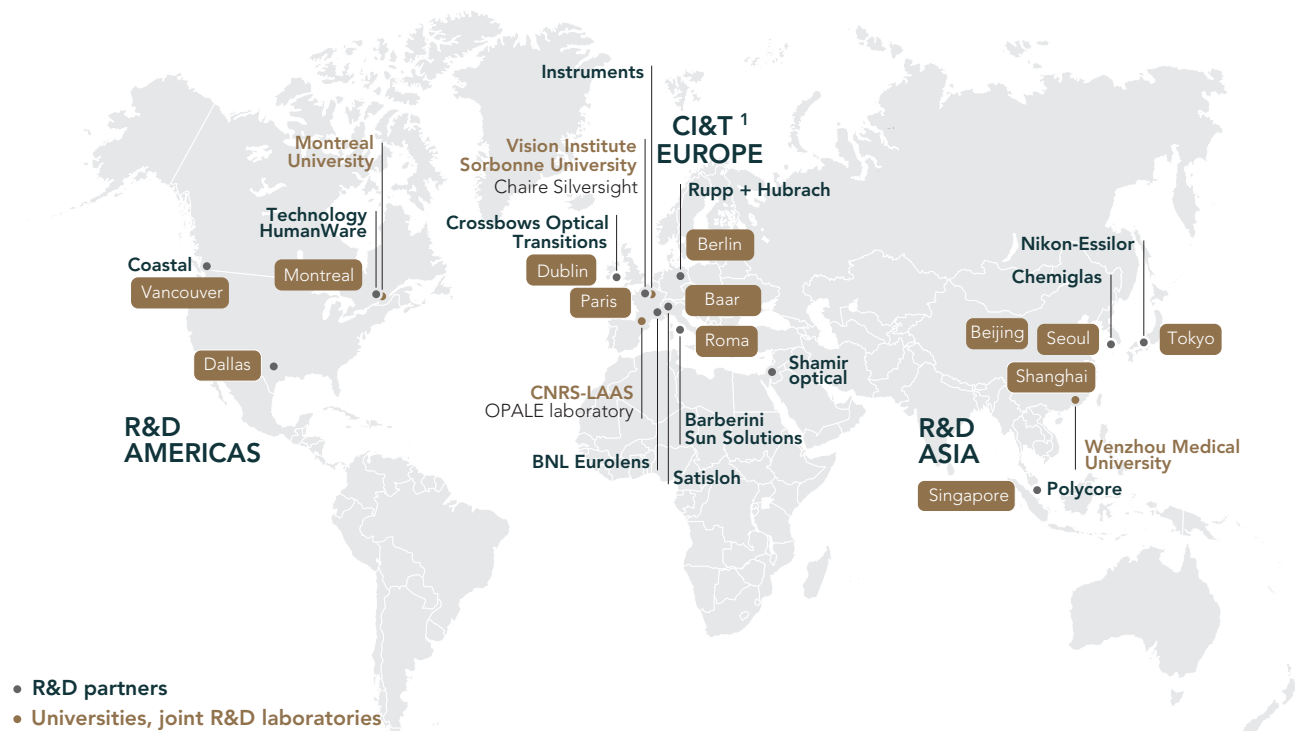 Instruments
CI&T 1
EUROPE
Montreal
University
Vision Institute
Sorbonne University
Chaire Silversight
Rupp + Hubrach
Technology
HumanWare
Crossbows Optical
Transitions
Berlin
Nikon-Essilor
Coastal
Vancouver
Montreal
Dublin
Paris
Baar
Chemiglas
Roma
Beijing
Seoul
Tokyo
Dallas
Shamir
optical
Shanghai
CNRS-LAAS
OPALE laboratory
Barberini
Sun Solutions
R&D
AMERICAS
R&D
ASIA
BNL Eurolens
Satisloh
Wenzhou Medical
University
Singapore
Polycore
R&D partners
Universities, joint R&D laboratories